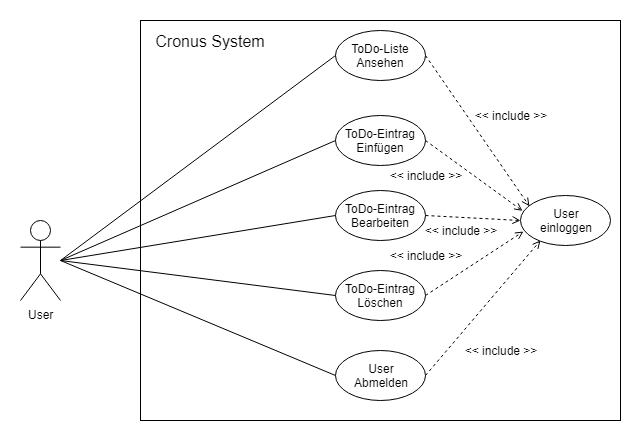 Cronus System
ToDo-Liste
Ansehen
<< include >>
ToDo-Eintrag
Einfügen
<< include >>
ToDo-Eintrag
Bearbeiten
User
einloggen
<< include >>
<< include >>
ToDo-Eintrag
Löschen
User
<< include >>
User
Abmelden